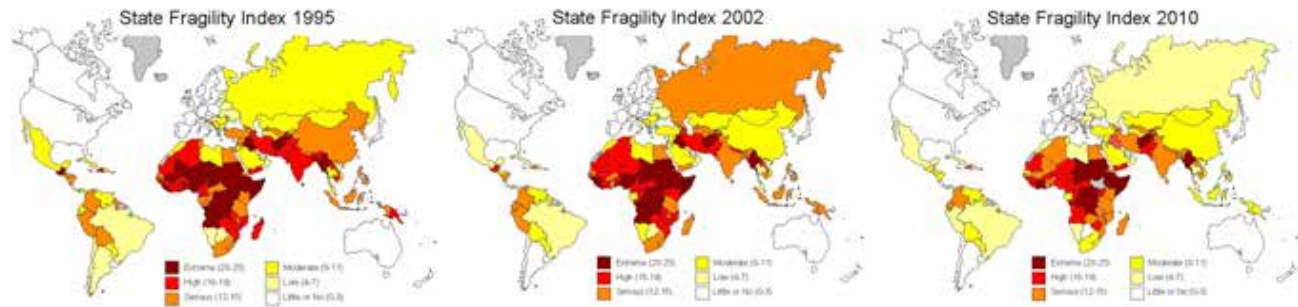 State Fragility Index 1995
State Fragility Index 2002
State Fragility Index 2010
Extreme (20-25)
High (16-19)
Serious (12-15)
Moderate (8-11)
Low (4-7)
Little or No (0-3)
Extreme (20-25)
High (16-19)
Serious (12-15)
Moderate (8-11)
Low (4-7)
Little or No (0-3)
Extreme (20-25)
High (16-19)
Serious (12-15)
Moderate (8-11)
Low (4-7)
Little or No (0-3)